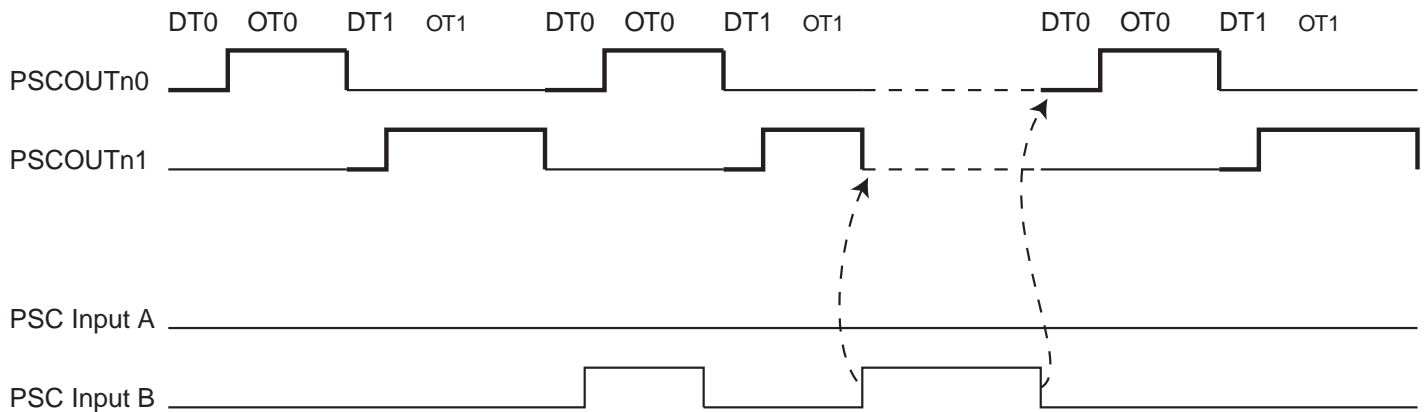 DT0 OT0 DT1 OT1 DT0 OT0 DT1 OT1 DT0 OT0 DT1 OT1
PSCOUTn0
PSCOUTn1
PSC Input A
PSC Input B